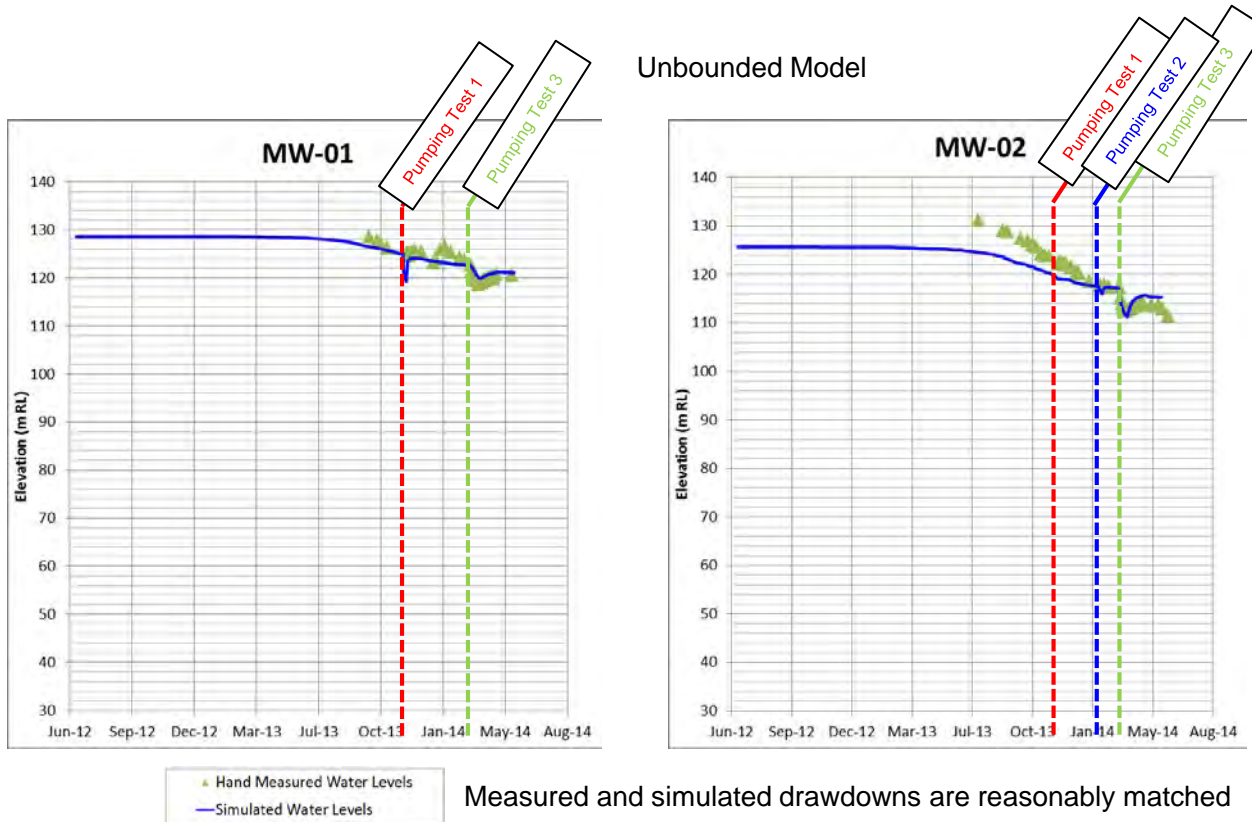 Unbounded Model
Pumping Test 1
Pumping Test 3
MW-01
Elevation (m RL)
140
130
120
110
100
90
80
70
60
50
40
30
Jun-12 Sep-12 Dec-12 Mar-13 Jul-13 Oct-13 Jan-14 May-14 Aug-14
Pumping Test 1
Pumping Test 2
Pumping Test 3
MW-02
Elevation (m RL)
140
130
120
110
100
90
80
70
60
50
40
30
Jun-12 Sep-12 Dec-12 Mar-13 Jul-13 Oct-13 Jan-14 May-14 Aug-14
Hand Measured Water Levels
Simulated Water Levels
Measured and simulated drawdowns are reasonably matched